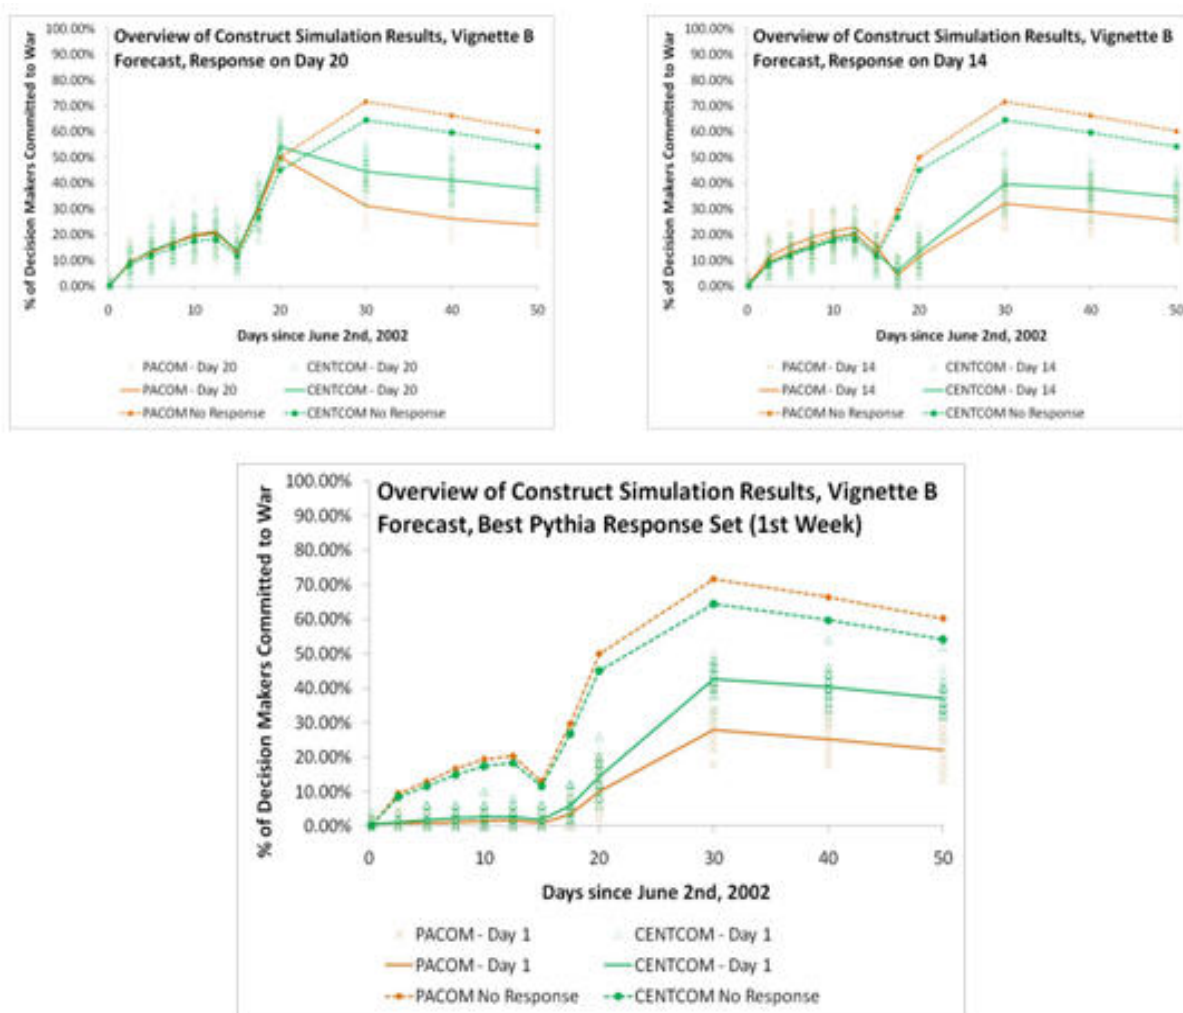 Overview of Construct Simulation Results, Vignette B
Forecast, Response on Day 20
% of Decision Makers Committed to War
100.00%
90.00%
80.00%
70.00%
60.00%
50.00%
40.00%
30.00%
20.00%
10.00%
0.00%
0 10 20 30 40 50
Days since June 2nd, 2002
PACOM - Day 20 CENTCOM - Day 20
PACOM - Day 20 CENTCOM - Day 20
PACOM No Response CENTCOM No Response
Overview of Construct Simulation Results, Vignette B
Forecast, Response on Day 14
% of Decision Makers Committed to War
100.00%
90.00%
80.00%
70.00%
60.00%
50.00%
40.00%
30.00%
20.00%
10.00%
0.00%
0 10 20 30 40 50
Days since June 2nd, 2002
PACOM - Day 14 CENTCOM - Day 14
PACOM - Day 14 CENTCOM - Day 14
PACOM No Response CENTCOM No Response
Overview of Construct Simulation Results, Vignette B
Forecast, Best Pythia Response Set (1st Week)
% of Decision Makers Committed to War
100.00%
90.00%
80.00%
70.00%
60.00%
50.00%
40.00%
30.00%
20.00%
10.00%
0.00%
0 10 20 30 40 50
Days since June 2nd, 2002
PACOM - Day 1 CENTCOM - Day 1
PACOM - Day 1 CENTCOM - Day 1
PACOM No Response CENTCOM No Response